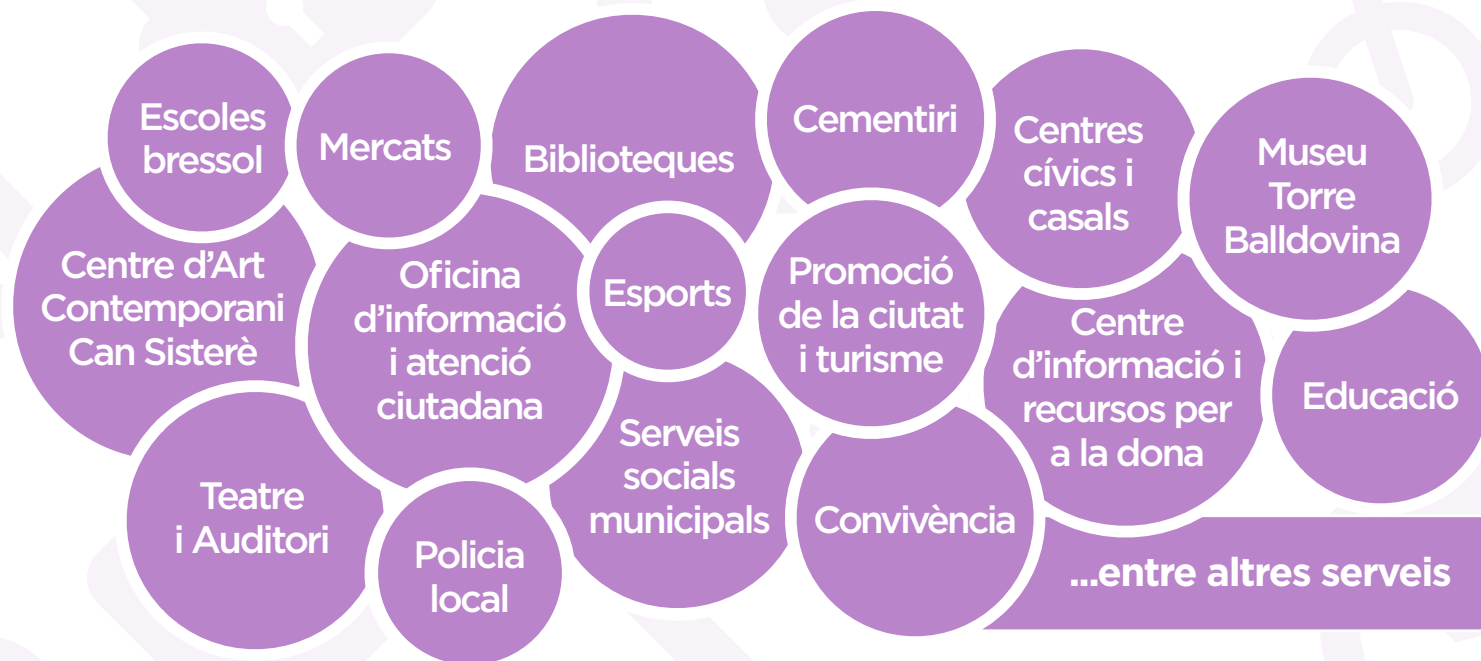 Escoles
bressol
Mercats
Biblioteques
Cementiri
Centres
cívics i
casals
Museu
Torre
Balldovina
Centre d'Art
Contemporani
Can Sisterè
Oficina
d'informació
i atenció
ciutadana
Esports
Promoció
de la ciutat
i turisme
Centre
d'informació i
recursos per
a la dona
Educació
Teatre
i Auditori
Policia
local
Serveis
socials
municipals
Convivència
...entre altres serveis